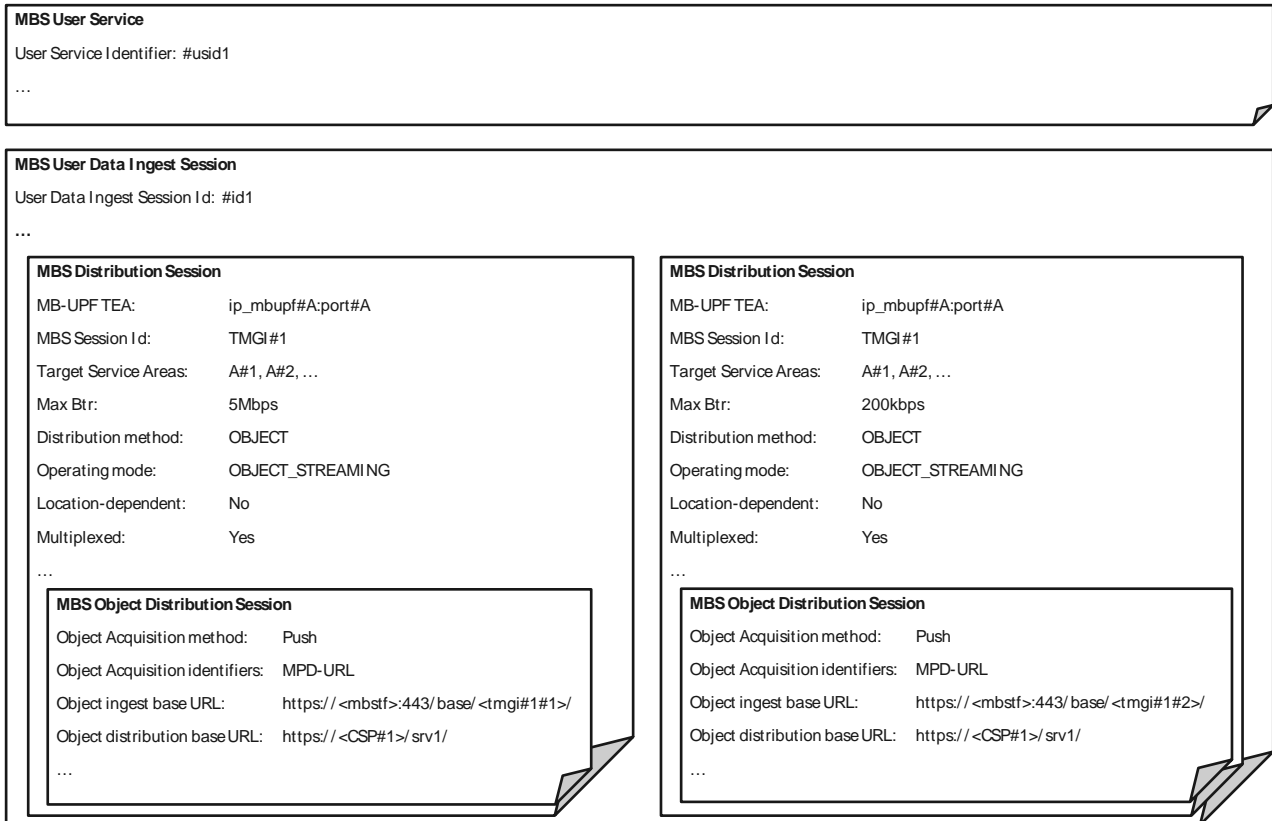 MBS User Service
User Service Identifier: #usid1
…
MBS User Data Ingest Session
User Data Ingest Session Id: #id1
…
MBS Distribution Session
MB-UPF TEA: ip_mbupf#A:port#A
MBS Session Id: TMGI#1
Target Service Areas: A#1, A#2, …
Max Btr: 5Mbps
Distribution method: OBJECT
Operating mode: OBJECT_STREAMING
Location-dependent: No
Multiplexed: Yes
…
MBS Object Distribution Session
Object Acquisition method: Push
Object Acquisition identifiers: MPD-URL
Object ingest base URL: https://<mbstf>:443/base/<tmgi#1#1>/
Object distribution base URL: https://<CSP#1>/srv1/
…
MBS Distribution Session
MB-UPF TEA: ip_mbupf#A:port#A
MBS Session Id: TMGI#1
Target Service Areas: A#1, A#2, …
Max Btr: 200kbps
Distribution method: OBJECT
Operating mode: OBJECT_STREAMING
Location-dependent: No
Multiplexed: Yes
…
MBS Object Distribution Session
Object Acquisition method: Push
Object Acquisition identifiers: MPD-URL
Object ingest base URL: https://<mbstf>:443/base/<tmgi#1#2>/
Object distribution base URL: https://<CSP#1>/srv1/
…